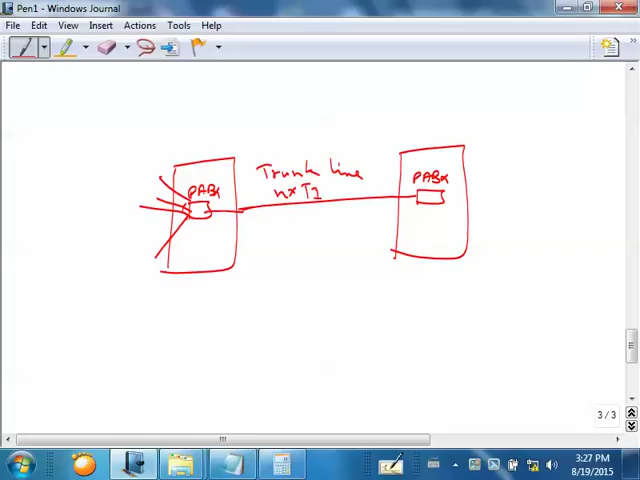 Pen1 - Windows Journal
File Edit View Insert Actions Tools Help
Trunk line
n×T1
PABX
PABX
3 / 3
3:27 PM
8/19/2015